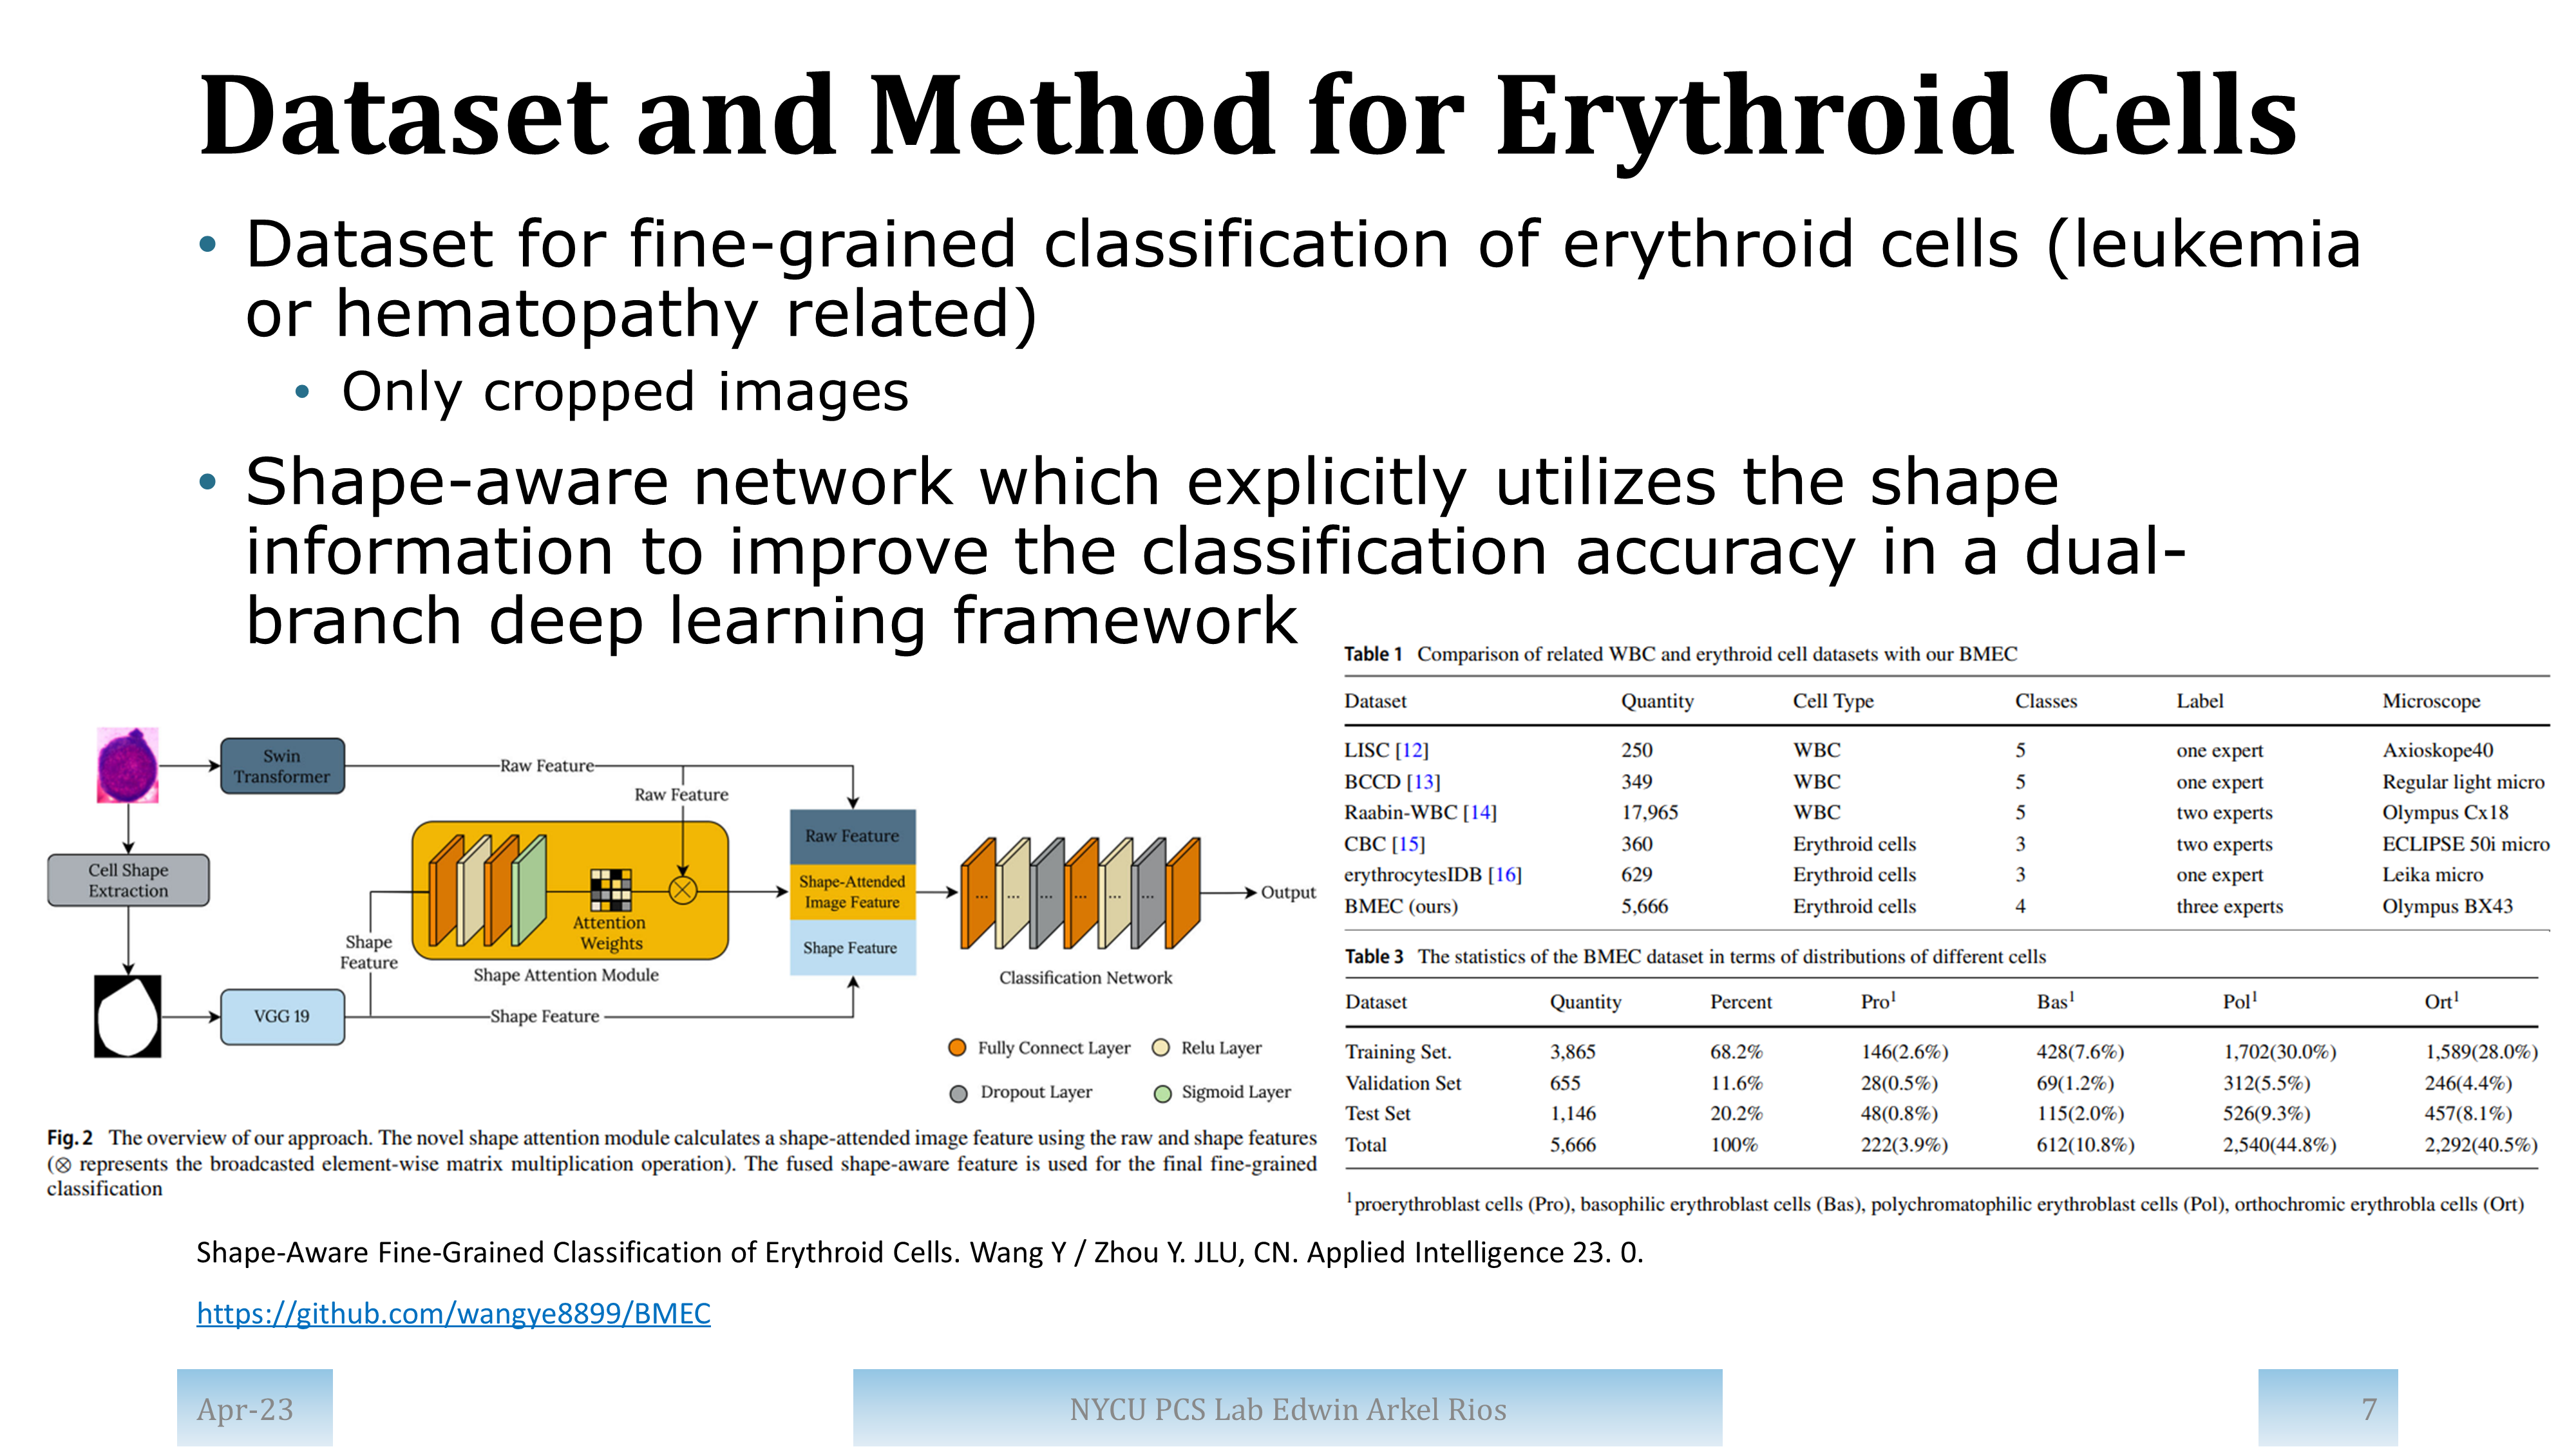 Dataset and Method for Erythroid Cells
• Dataset for fine-grained classification of erythroid cells (leukemia
or hematopathy related)
• Only cropped images
• Shape-aware network which explicitly utilizes the shape
information to improve the classification accuracy in a dual-
branch deep learning framework
Swin
Transformer
Raw Feature
Raw Feature
Cell Shape
Extraction
Attention
Weights
Shape
Feature
Shape Attention Module
VGG 19
Shape Feature
Raw Feature
Shape-Attended
Image Feature
Shape Feature
... ... ... ... ... ...
Output
Classification Network
Fully Connect Layer Relu Layer
Dropout Layer Sigmoid Layer
Fig. 2 The overview of our approach. The novel shape attention module calculates a shape-attended image feature using the raw and shape features
(⊗ represents the broadcasted element-wise matrix multiplication operation). The fused shape-aware feature is used for the final fine-grained
classification
Table 1 Comparison of related WBC and erythroid cell datasets with our BMEC
Dataset Quantity Cell Type Classes Label Microscope
LISC [12] 250 WBC 5 one expert Axioskope40
BCCD [13] 349 WBC 5 one expert Regular light micro
Raabin-WBC [14] 17,965 WBC 5 two experts Olympus Cx18
CBC [15] 360 Erythroid cells 3 two experts ECLIPSE 50i micro
erythrocytesIDB [16] 629 Erythroid cells 3 one expert Leika micro
BMEC (ours) 5,666 Erythroid cells 4 three experts Olympus BX43
Table 3 The statistics of the BMEC dataset in terms of distributions of different cells
Dataset Quantity Percent Pro¹ Bas¹ Pol¹ Ort¹
Training Set. 3,865 68.2% 146(2.6%) 428(7.6%) 1,702(30.0%) 1,589(28.0%)
Validation Set 655 11.6% 28(0.5%) 69(1.2%) 312(5.5%) 246(4.4%)
Test Set 1,146 20.2% 48(0.8%) 115(2.0%) 526(9.3%) 457(8.1%)
Total 5,666 100% 222(3.9%) 612(10.8%) 2,540(44.8%) 2,292(40.5%)
¹ proerythroblast cells (Pro), basophilic erythroblast cells (Bas), polychromatophilic erythroblast cells (Pol), orthochromic erythrobla cells (Ort)
Shape-Aware Fine-Grained Classification of Erythroid Cells. Wang Y / Zhou Y. JLU, CN. Applied Intelligence 23. 0.
https://github.com/wangye8899/BMEC
Apr-23
NYCU PCS Lab Edwin Arkel Rios
7